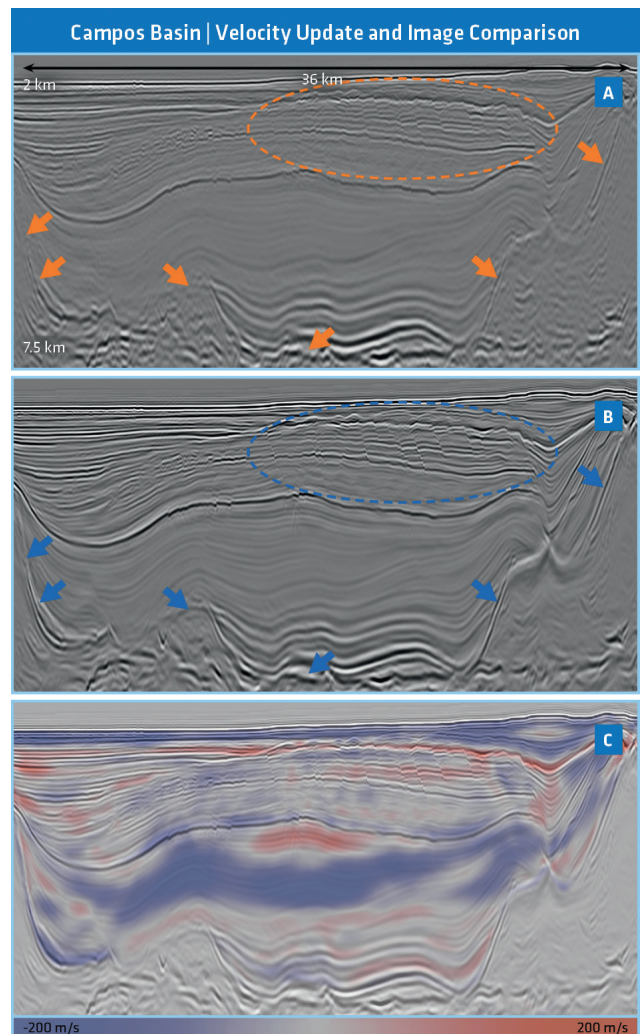 Campos Basin | Velocity Update and Image Comparison
2 km
36 km
A
7.5 km
B
C
-200 m/s
200 m/s